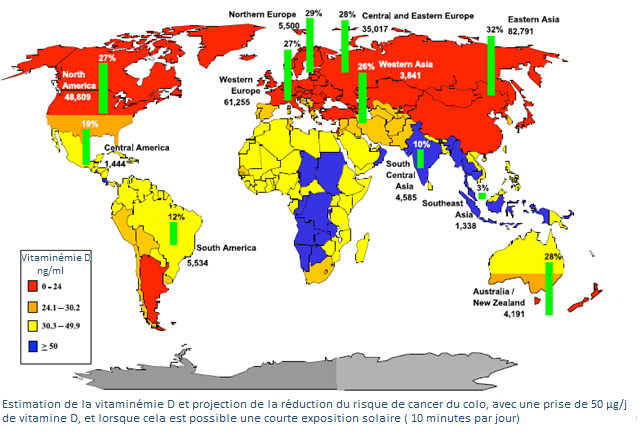 Northern Europe
5,500
29%
28%
Central and Eastern Europe
35,017
Eastern Asia
82,791
32%
27%
North
America
48,609
27%
Western
Europe
61,255
26%
Western Asia
3,841
19%
Central America
1,444
10%
South
Central
Asia
4,585
3%
Southeast
Asia
1,338
12%
South America
5,534
28%
Australia /
New Zealand
4,191
Vitaminémie D
ng/ml
0 – 24
24.1 – 30.2
30.3 – 49.9
≥ 50
Estimation de la vitaminémie D et projection de la réduction du risque de cancer du colo, avec une prise de 50 µg/j
de vitamine D, et lorsque cela est possible une courte exposition solaire ( 10 minutes par jour)